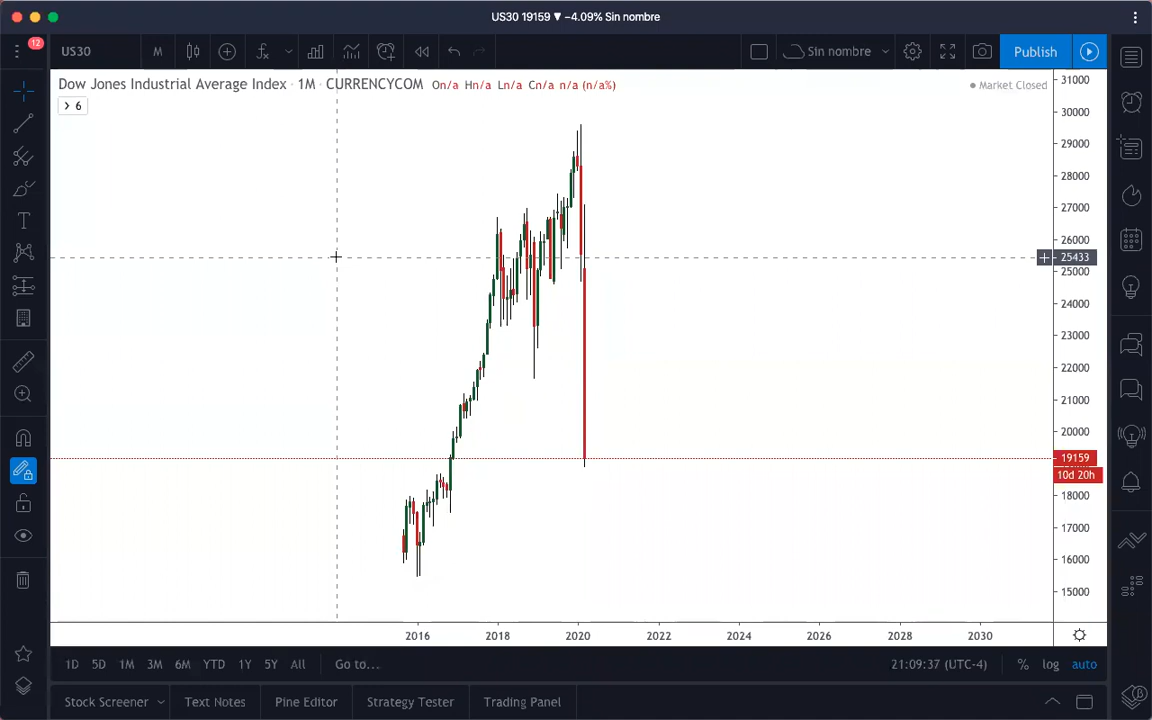 US30 19159 ▼ −4.09% Sin nombre
12
US30 M Sin nombre Publish
Dow Jones Industrial Average Index · 1M · CURRENCYCOM On/a Hn/a Ln/a Cn/a n/a (n/a%)
Market Closed
6
31000
30000
29000
28000
27000
26000
25433
25000
24000
23000
22000
21000
20000
19159
10d 20h
18000
17000
16000
15000
2016 2018 2020 2022 2024 2026 2028 2030
1D 5D 1M 3M 6M YTD 1Y 5Y All Go to... 21:09:37 (UTC-4) % log auto
Stock Screener Text Notes Pine Editor Strategy Tester Trading Panel